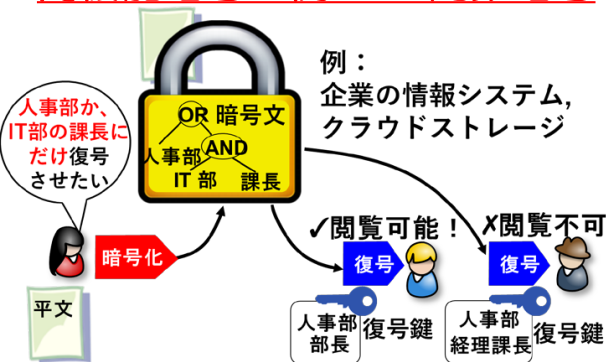 例：
企業の情報システム,
クラウドストレージ
OR 暗号文
人事部 AND
IT 部 課長
人事部か、
IT部の課長に
だけ復号
させたい
暗号化
平文
✓閲覧可能！
✗閲覧不可
復号
復号
人事部
部長
復号鍵
人事部
経理課長
復号鍵